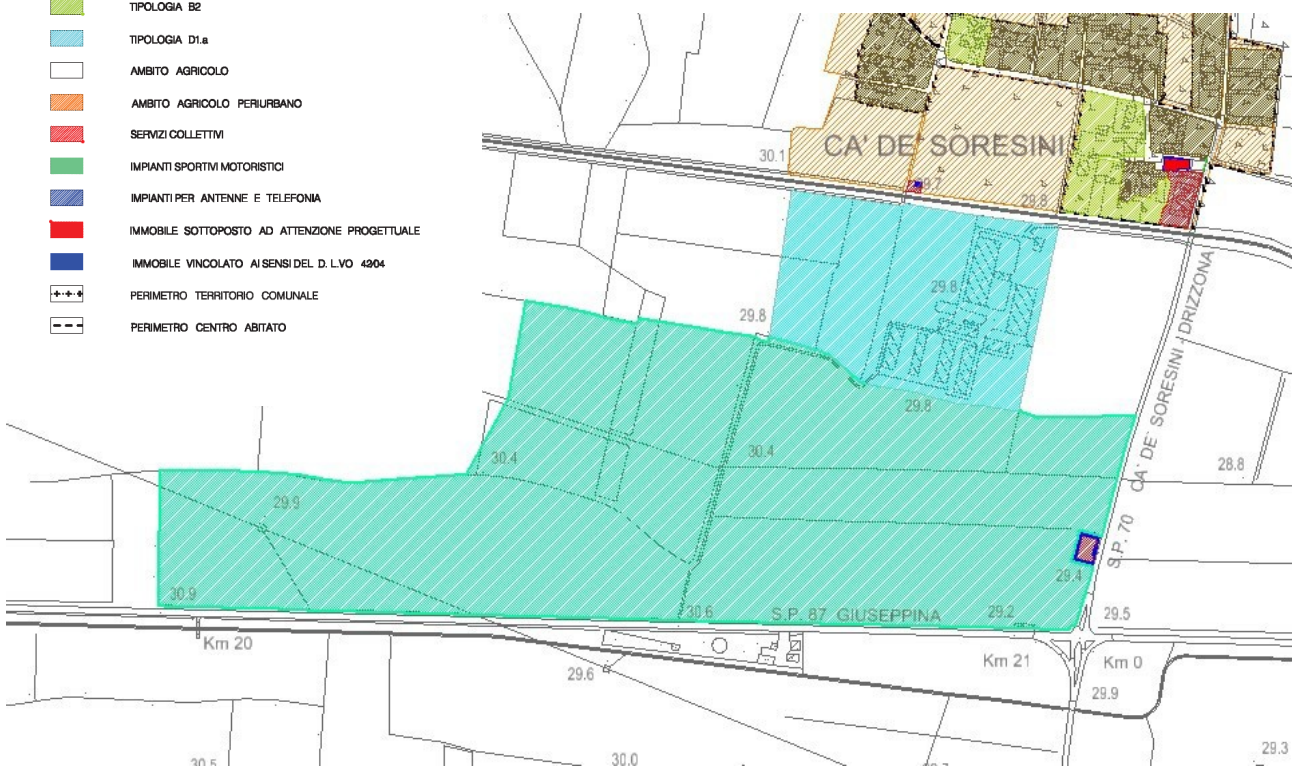 TIPOLOGIA B2
TIPOLOGIA D1.a
AMBITO AGRICOLO
AMBITO AGRICOLO PERIURBANO
SERVIZI COLLETTIVI
IMPIANTI SPORTIVI MOTORISTICI
IMPIANTI PER ANTENNE E TELEFONIA
IMMOBILE SOTTOPOSTO AD ATTENZIONE PROGETTUALE
IMMOBILE VINCOLATO AI SENSI DEL D. L.VO 42\04
PERIMETRO TERRITORIO COMUNALE
PERIMETRO CENTRO ABITATO
CA' DE' SORESINI
30.1
29.8
29.8
29.8
29.8
30.4
30.4
29.9
28.8
S.P. 70 CA' DE' SORESINI - DRIZZONA
29.4
30.9
30.6
S.P. 87 GIUSEPPINA
29.2
29.5
Km 20
Km 21
Km 0
29.6
29.9
30.5
30.0
29.3